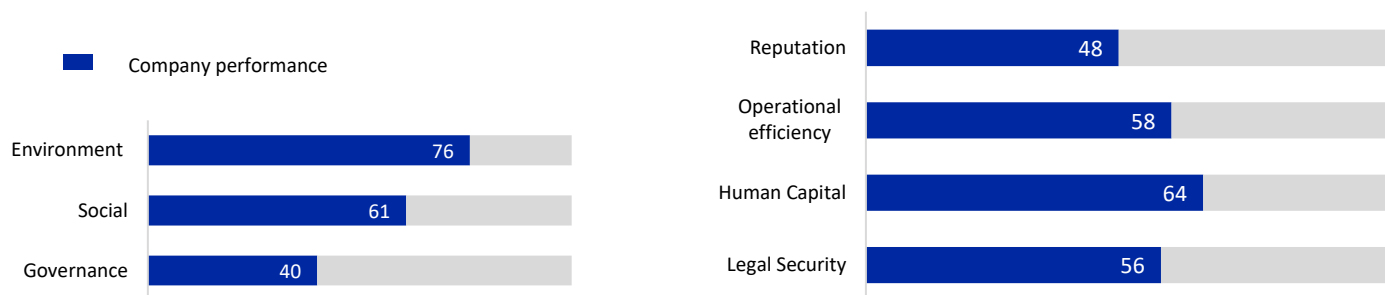 Company performance
Environment 76
Social 61
Governance 40
Reputation 48
Operational
efficiency 58
Human Capital 64
Legal Security 56